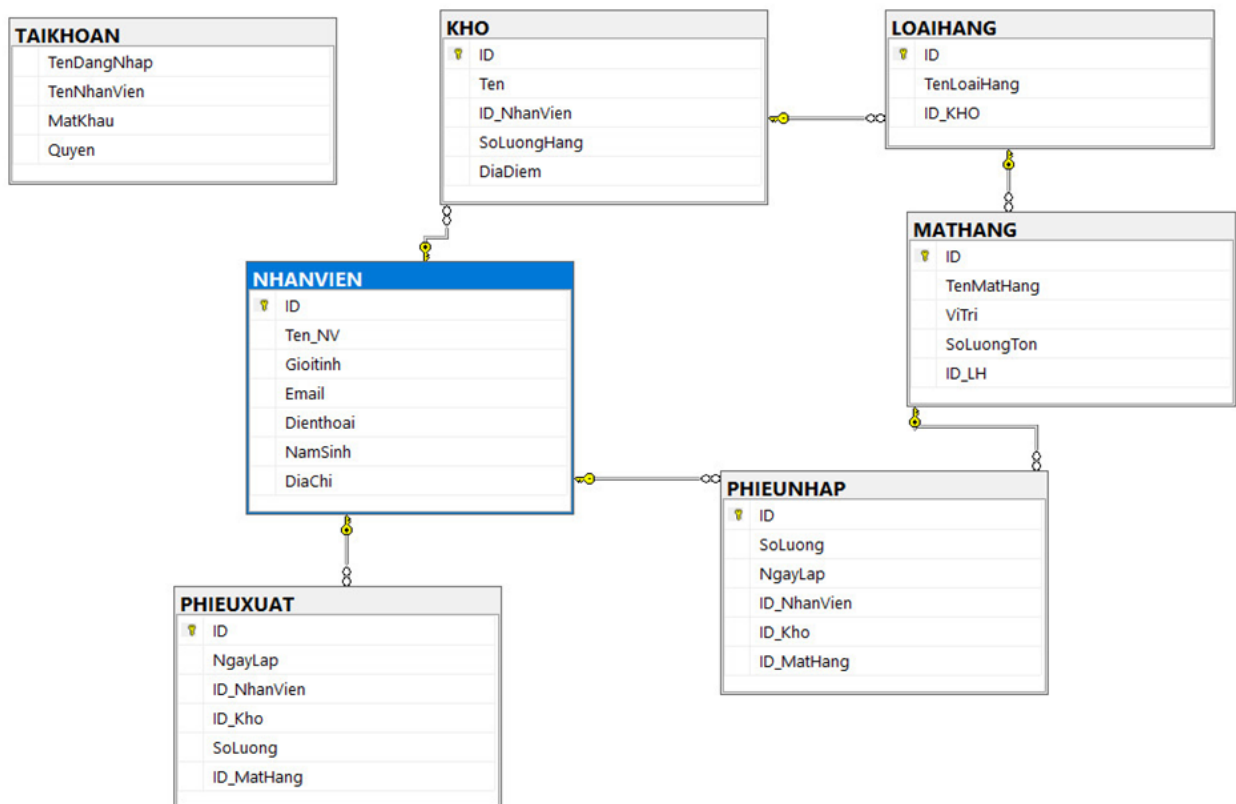 TAIKHOAN
TenDangNhap
TenNhanVien
MatKhau
Quyen
KHO
ID
Ten
ID_NhanVien
SoLuongHang
DiaDiem
LOAIHANG
ID
TenLoaiHang
ID_KHO
MATHANG
ID
TenMatHang
ViTri
SoLuongTon
ID_LH
NHANVIEN
ID
Ten_NV
Gioitinh
Email
Dienthoai
NamSinh
DiaChi
PHIEUNHAP
ID
SoLuong
NgayLap
ID_NhanVien
ID_Kho
ID_MatHang
PHIEUXUAT
ID
NgayLap
ID_NhanVien
ID_Kho
SoLuong
ID_MatHang